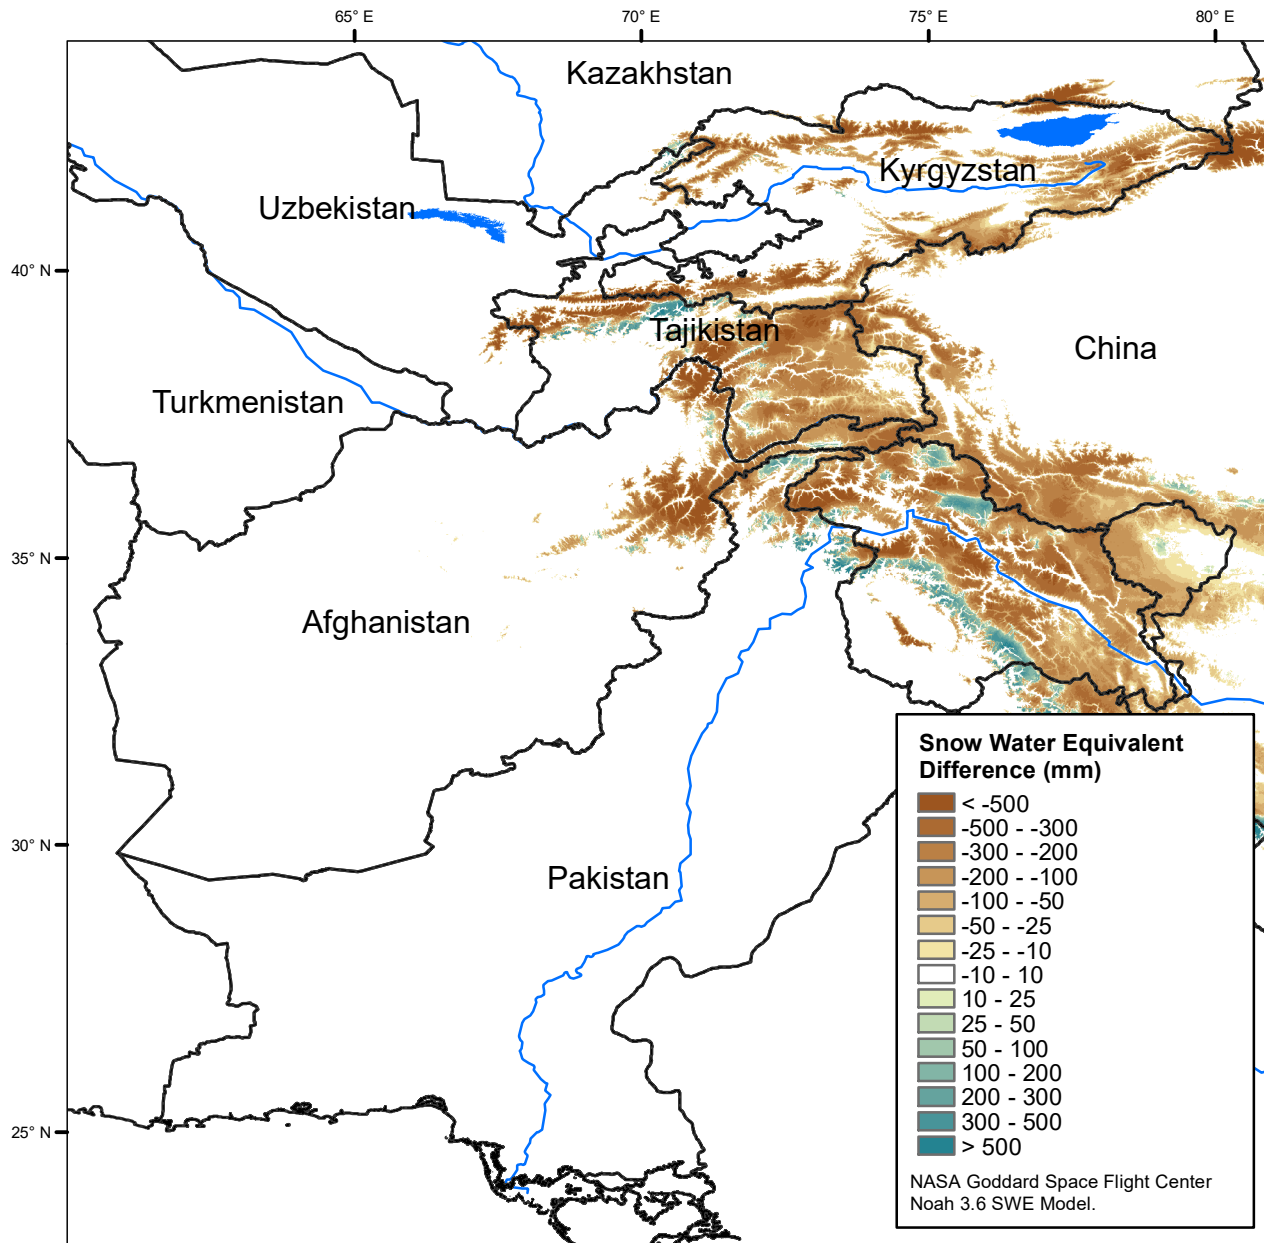 65° E
70° E
75° E
80° E
Kazakhstan
Kyrgyzstan
Uzbekistan
40° N
Tajikistan
China
Turkmenistan
35° N
Afghanistan
Snow Water Equivalent
Difference (mm)
< -500
-500 - -300
-300 - -200
-200 - -100
-100 - -50
-50 - -25
-25 - -10
-10 - 10
10 - 25
25 - 50
50 - 100
100 - 200
200 - 300
300 - 500
> 500
NASA Goddard Space Flight Center
Noah 3.6 SWE Model.
30° N
Pakistan
25° N